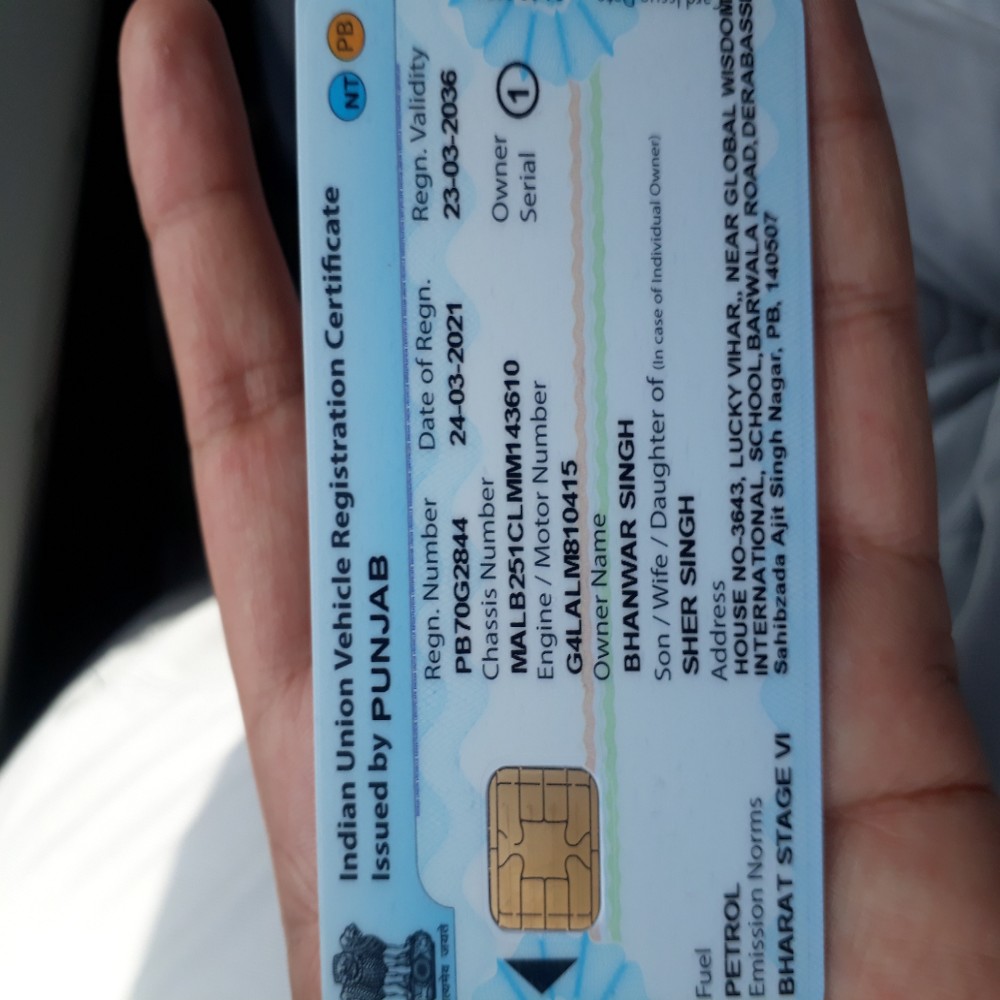 Indian Union Vehicle Registration Certificate
Issued by PUNJAB
NT PB
सत्यमेव जयते
Regn. Number Date of Regn. Regn. Validity
PB70G2844 24-03-2021 23-03-2036
Chassis Number
MALB251CLMM143610
Owner Serial 1
Engine / Motor Number
G4LALM810415
Owner Name
BHANWAR SINGH
Son / Wife / Daughter of (In case of Individual Owner)
SHER SINGH
Address
HOUSE NO-3643, LUCKY VIHAR,, NEAR GLOBAL WISDOM
INTERNATIONAL, SCHOOL,BARWALA ROAD,DERABASSI
Sahibzada Ajit Singh Nagar, PB, 140507
Fuel
PETROL
Emission Norms
BHARAT STAGE VI